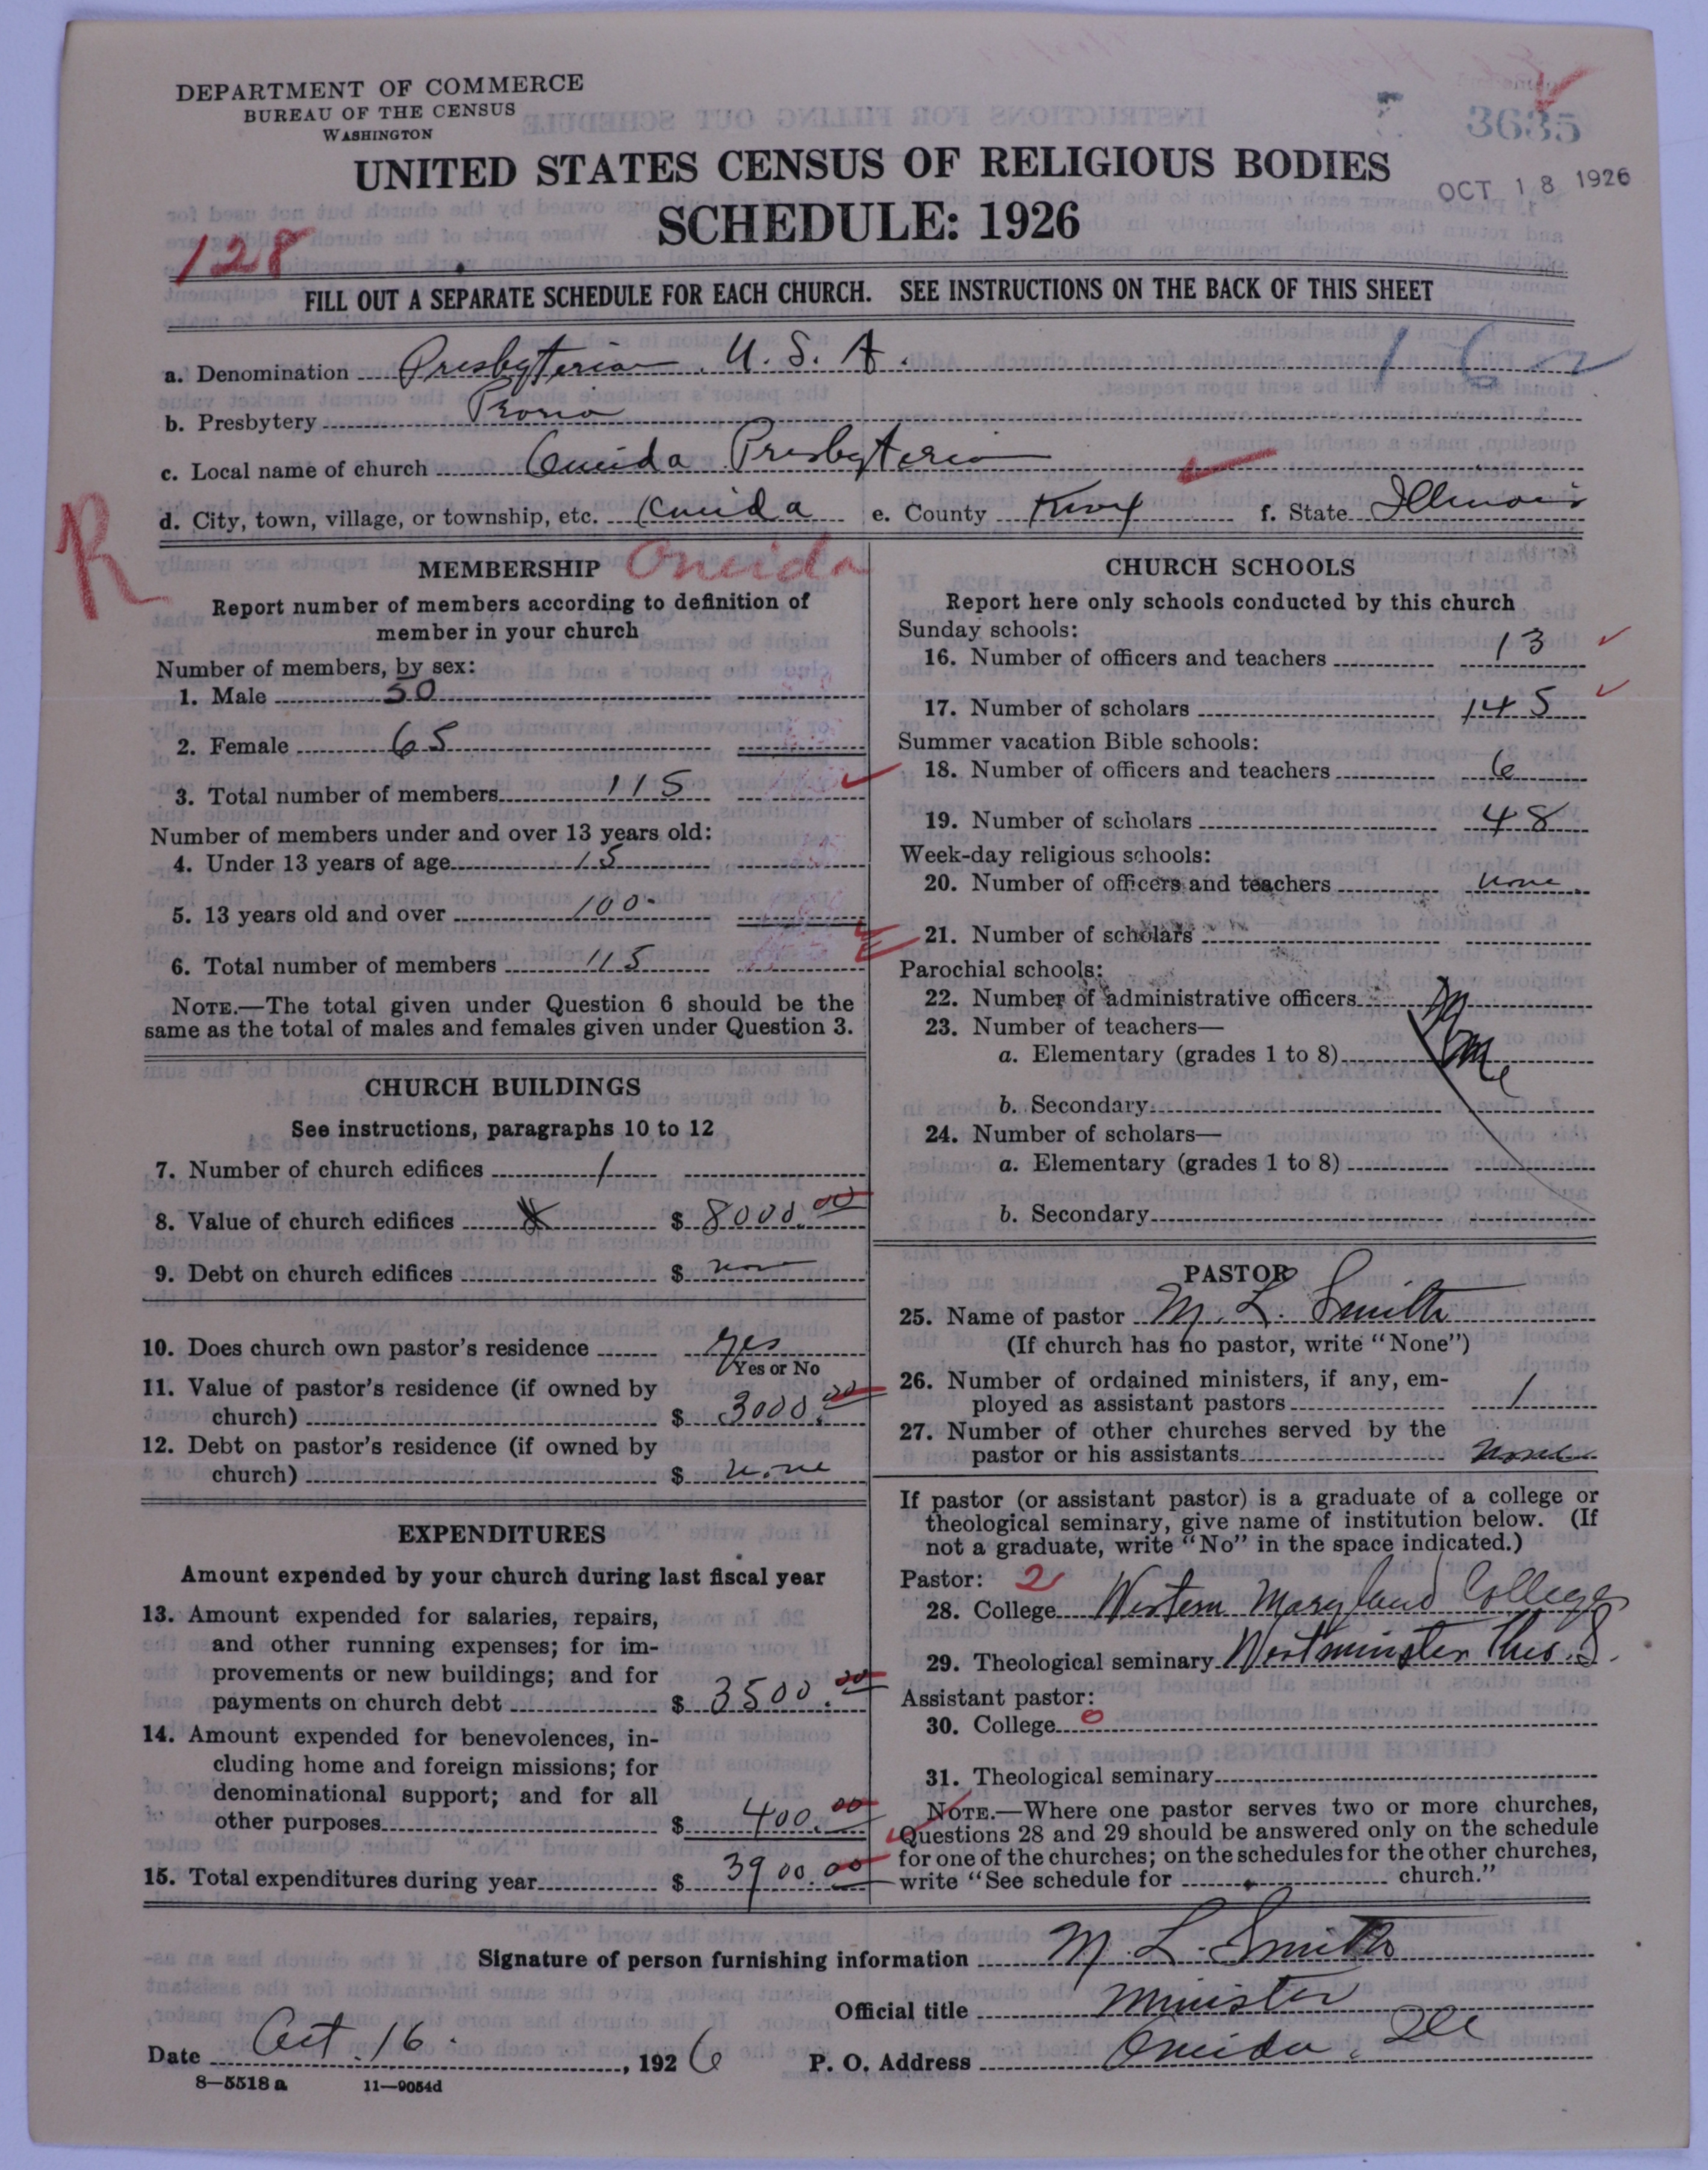 DEPARTMENT OF COMMERCE
BUREAU OF THE CENSUS
WASHINGTON
3635
OCT 18 1926
UNITED STATES CENSUS OF RELIGIOUS BODIES
SCHEDULE: 1926
128
FILL OUT A SEPARATE SCHEDULE FOR EACH CHURCH. SEE INSTRUCTIONS ON THE BACK OF THIS SHEET
a. Denomination Presbyterian U. S. A.
b. Presbytery Peoria
c. Local name of church Oneida Presbyterian
d. City, town, village, or township, etc. Oneida e. County Knox f. State Illinois
R
MEMBERSHIP Oneida
Report number of members according to definition of
member in your church
Number of members, by sex:
1. Male 50
2. Female 65
3. Total number of members 115
Number of members under and over 13 years old:
4. Under 13 years of age 15
5. 13 years old and over 100
6. Total number of members 115
NOTE.—The total given under Question 6 should be the
same as the total of males and females given under Question 3.
CHURCH BUILDINGS
See instructions, paragraphs 10 to 12
7. Number of church edifices 1
8. Value of church edifices $ 8000.00
9. Debt on church edifices $ none
10. Does church own pastor's residence yes
Yes or No
11. Value of pastor's residence (if owned by
church) $ 3000.00
12. Debt on pastor's residence (if owned by
church) $ none
EXPENDITURES
Amount expended by your church during last fiscal year
13. Amount expended for salaries, repairs,
and other running expenses; for im-
provements or new buildings; and for
payments on church debt $ 3500.00
14. Amount expended for benevolences, in-
cluding home and foreign missions; for
denominational support; and for all
other purposes $ 400.00
15. Total expenditures during year $ 3900.00
CHURCH SCHOOLS
Report here only schools conducted by this church
Sunday schools:
16. Number of officers and teachers 13
17. Number of scholars 145
Summer vacation Bible schools:
18. Number of officers and teachers 6
19. Number of scholars 48
Week-day religious schools:
20. Number of officers and teachers none
21. Number of scholars
Parochial schools:
22. Number of administrative officers
23. Number of teachers—
a. Elementary (grades 1 to 8) None
b. Secondary
24. Number of scholars—
a. Elementary (grades 1 to 8)
b. Secondary
PASTOR
25. Name of pastor M. L. Smith
(If church has no pastor, write "None")
26. Number of ordained ministers, if any, em-
ployed as assistant pastors 1
27. Number of other churches served by the
pastor or his assistants none
If pastor (or assistant pastor) is a graduate of a college or
theological seminary, give name of institution below. (If
not a graduate, write "No" in the space indicated.)
Pastor: 2
28. College Western Maryland College
29. Theological seminary Westminster Theo. S.
Assistant pastor:
30. College 0
31. Theological seminary
NOTE.—Where one pastor serves two or more churches,
Questions 28 and 29 should be answered only on the schedule
for one of the churches; on the schedules for the other churches,
write "See schedule for church."
Signature of person furnishing information M. L. Smith
Official title Minister
Date Oct. 16, 1926 P. O. Address Oneida, Ill
8—5518 a 11—9054d